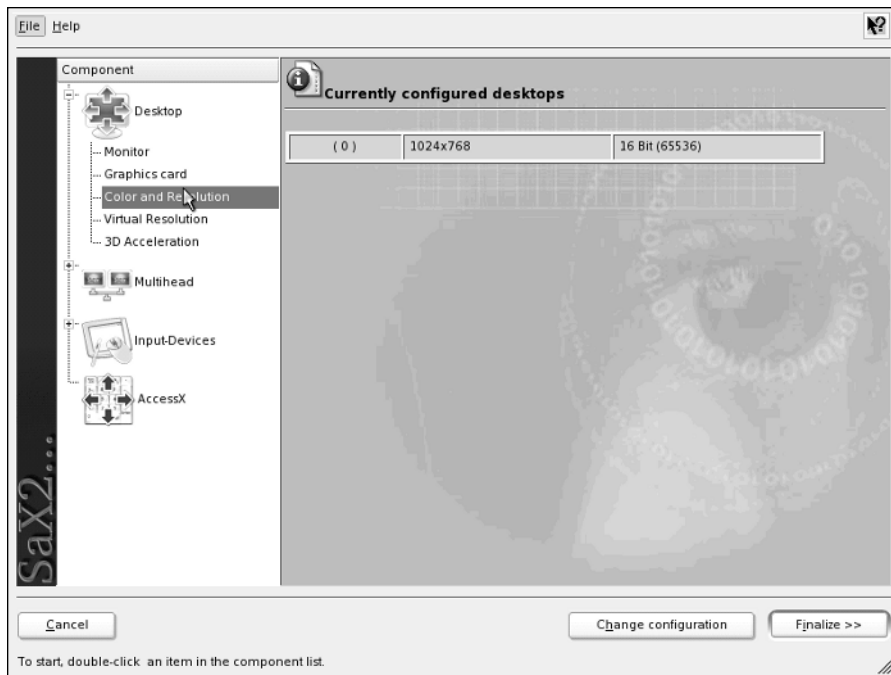 File Help
Component
Desktop
Monitor
Graphics card
Color and Resolution
Virtual Resolution
3D Acceleration
Multihead
Input-Devices
AccessX
SaX2...
Currently configured desktops
( 0 ) 1024x768 16 Bit (65536)
Cancel
Change configuration
Finalize >>
To start, double-click an item in the component list.